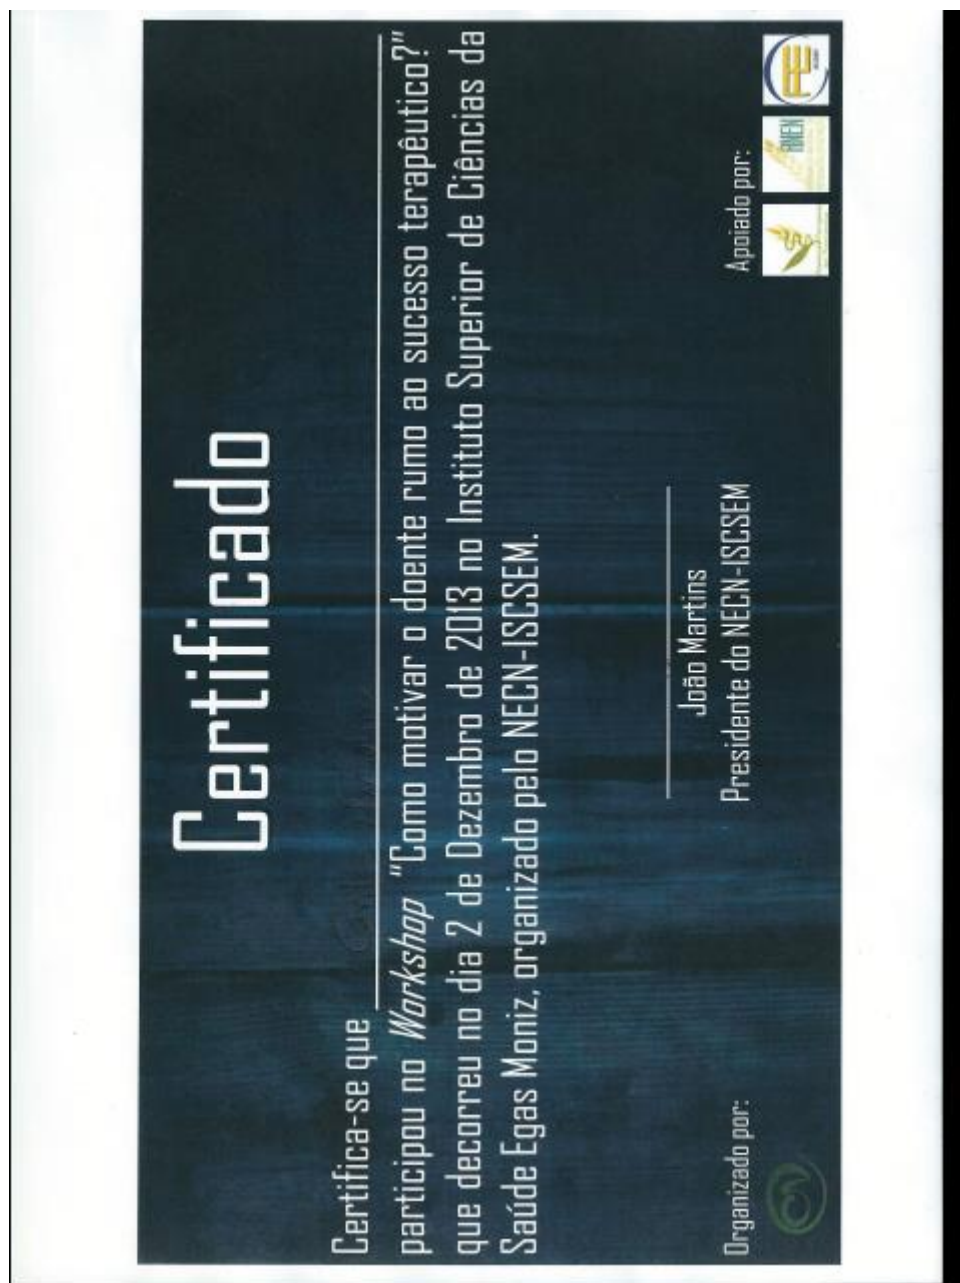 Certificado
Certifica-se que
participou no Workshop "Como motivar o doente rumo ao sucesso terapêutico?"
que decorreu no dia 2 de Dezembro de 2013 no Instituto Superior de Ciências da
Saúde Egas Moniz, organizado pelo NECN-ISCSEM.
João Martins
Presidente do NECN-ISCSEM
Organizado por:
Apoiado por: